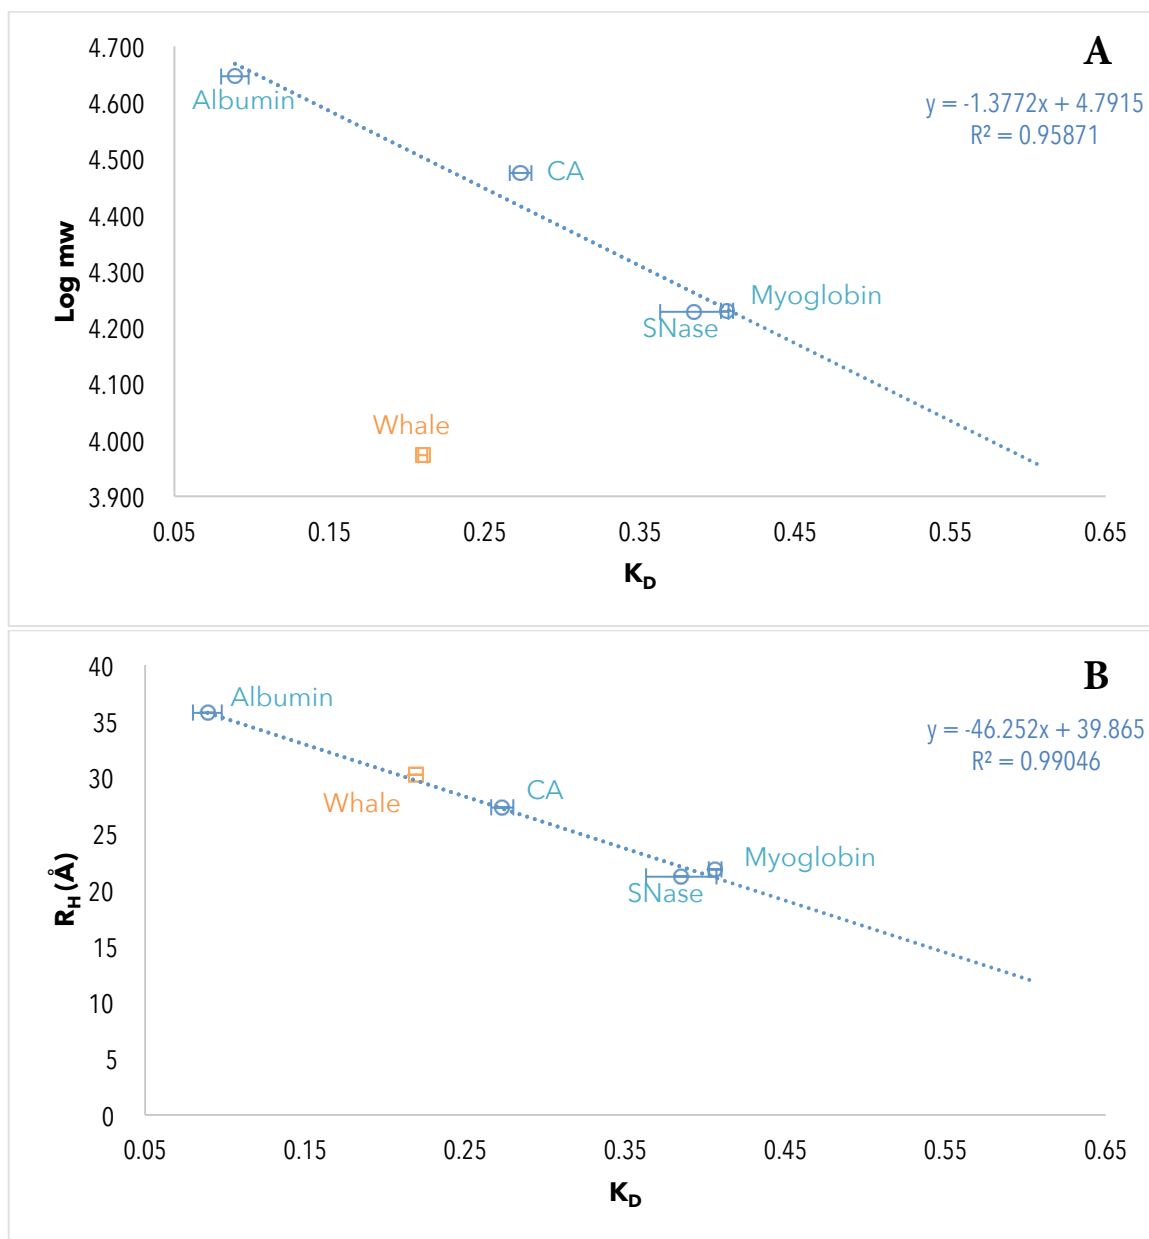 A
4.700
4.600
4.500
4.400
4.300
4.200
4.100
4.000
3.900
Log mw
Albumin
y = -1.3772x + 4.7915
R² = 0.95871
CA
Myoglobin
SNase
Whale
0.05 0.15 0.25 0.35 0.45 0.55 0.65
K_D
B
40
35
30
25
20
15
10
5
0
R_H (Å)
Albumin
y = -46.252x + 39.865
R² = 0.99046
CA
Whale
Myoglobin
SNase
0.05 0.15 0.25 0.35 0.45 0.55 0.65
K_D